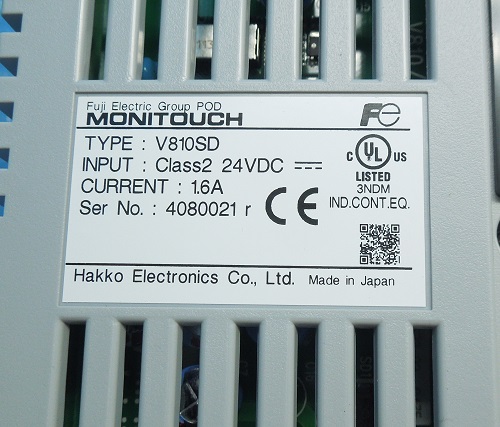 Fuji Electric Group POD
MONITOUCH
Fe
TYPE : V810SD
INPUT : Class2 24VDC
CURRENT : 1.6A
Ser No. : 4080021 r
CE
C UL US
LISTED
3NDM
IND.CONT.EQ.
Hakko Electronics Co., Ltd. Made in Japan